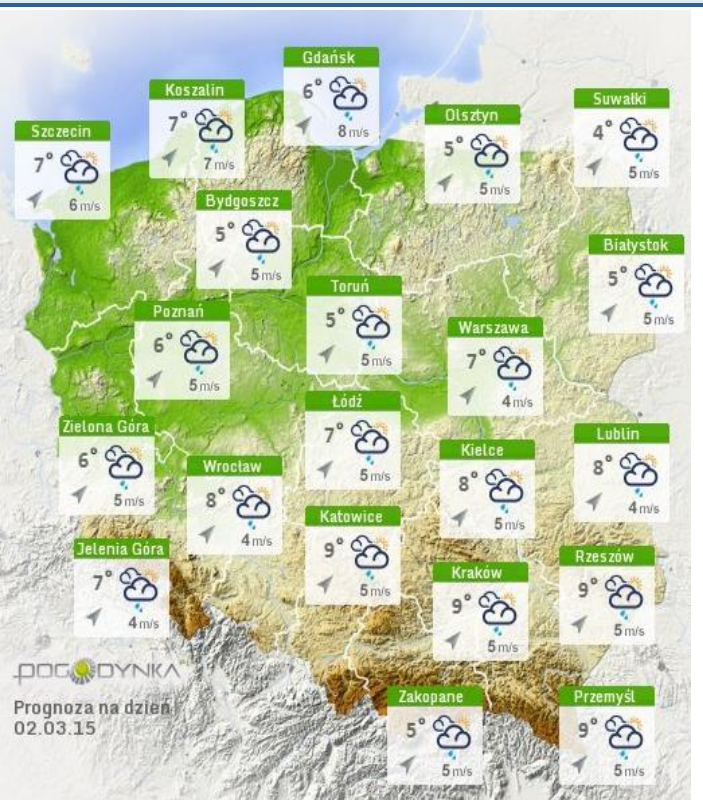 Gdańsk
6°
8 m/s
Koszalin
7°
7 m/s
Suwałki
4°
5 m/s
Olsztyn
5°
5 m/s
Szczecin
7°
6 m/s
Bydgoszcz
5°
5 m/s
Białystok
5°
5 m/s
Toruń
5°
5 m/s
Poznań
6°
5 m/s
Warszawa
7°
4 m/s
Łódź
7°
5 m/s
Zielona Góra
6°
5 m/s
Lublin
8°
4 m/s
Kielce
8°
5 m/s
Wrocław
8°
4 m/s
Katowice
9°
5 m/s
Jelenia Góra
7°
4 m/s
Rzeszów
9°
5 m/s
Kraków
9°
5 m/s
POGODYNKA
Zakopane
5°
5 m/s
Przemyśl
9°
5 m/s
Prognoza na dzień
02.03.15